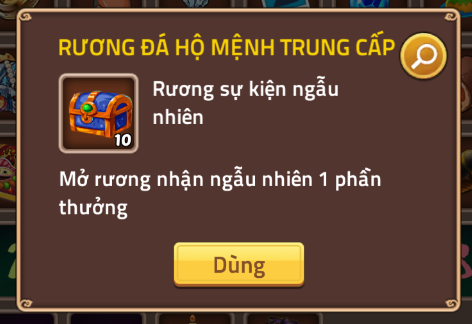 RƯƠNG ĐÁ HỘ MỆNH TRUNG CẤP
Rương sự kiện ngẫu
nhiên
10
Mở rương nhận ngẫu nhiên 1 phần
thưởng
Dùng